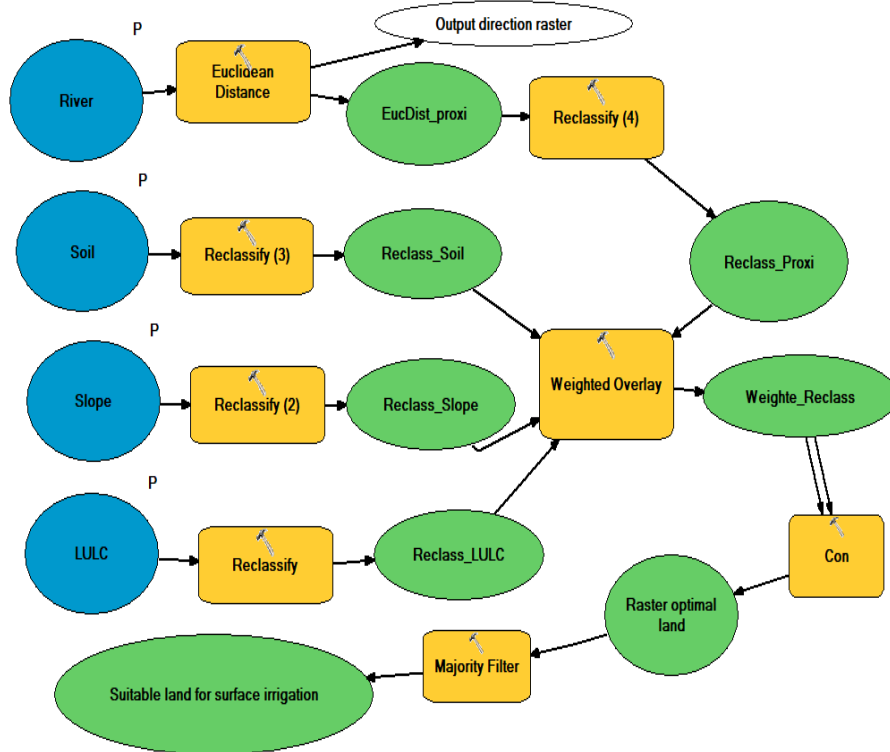 P
Output direction raster
River
Euclidean
Distance
EucDist_proxi
Reclassify (4)
P
Soil
Reclassify (3)
Reclass_Soil
Reclass_Proxi
P
Slope
Reclassify (2)
Reclass_Slope
Weighted Overlay
Weighte_Reclass
P
LULC
Reclassify
Reclass_LULC
Con
Raster optimal
land
Majority Filter
Suitable land for surface irrigation